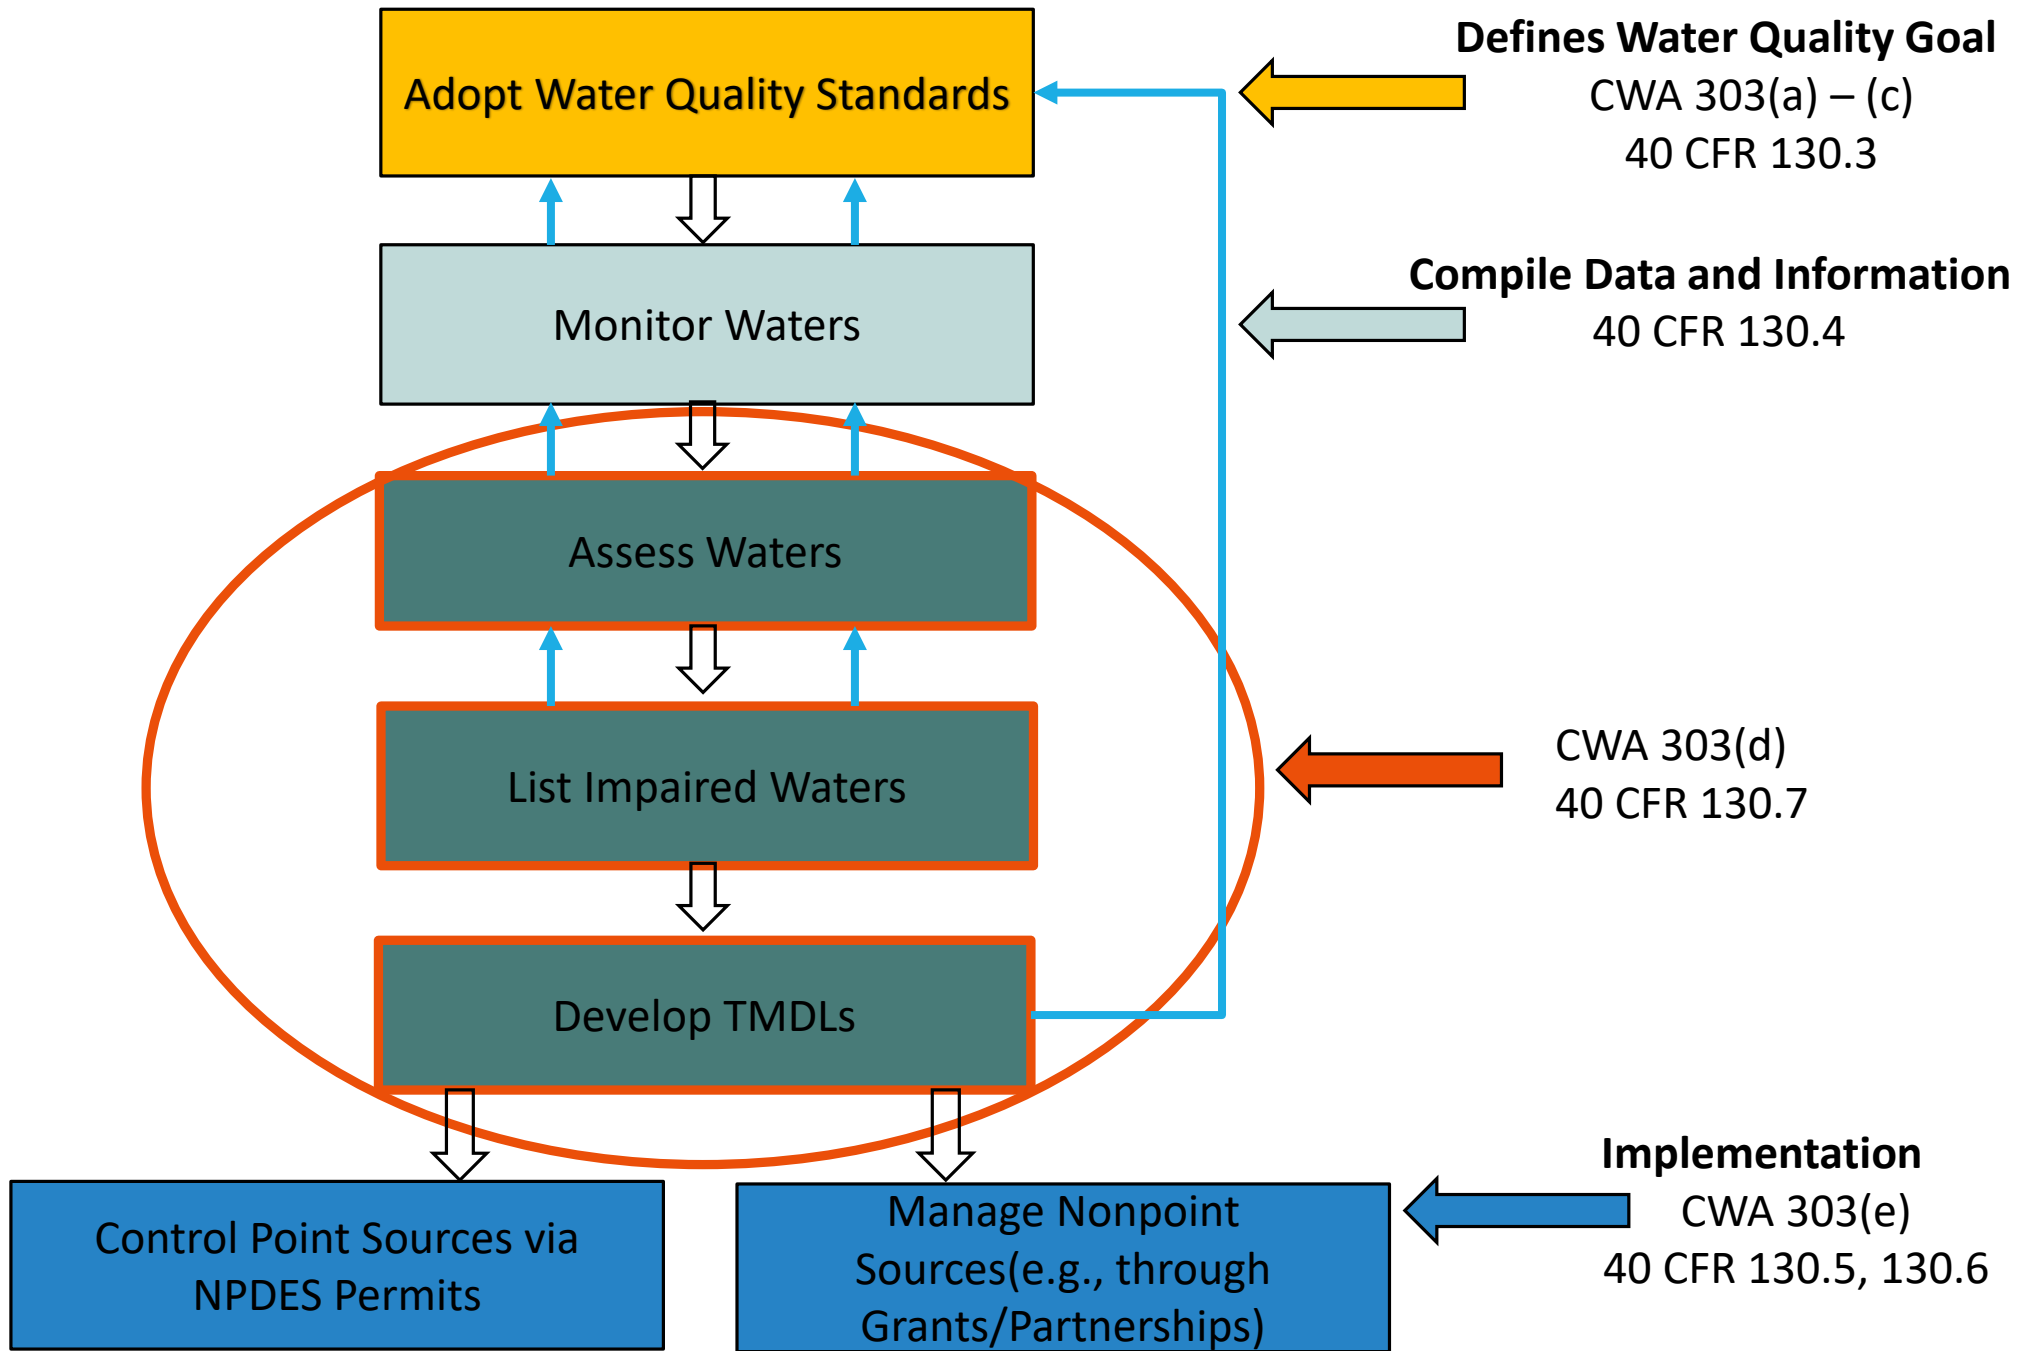 Adopt Water Quality Standards
Defines Water Quality Goal
CWA 303(a) – (c)
40 CFR 130.3
Monitor Waters
Compile Data and Information
40 CFR 130.4
Assess Waters
List Impaired Waters
CWA 303(d)
40 CFR 130.7
Develop TMDLs
Control Point Sources via
NPDES Permits
Manage Nonpoint
Sources(e.g., through
Grants/Partnerships)
Implementation
CWA 303(e)
40 CFR 130.5, 130.6